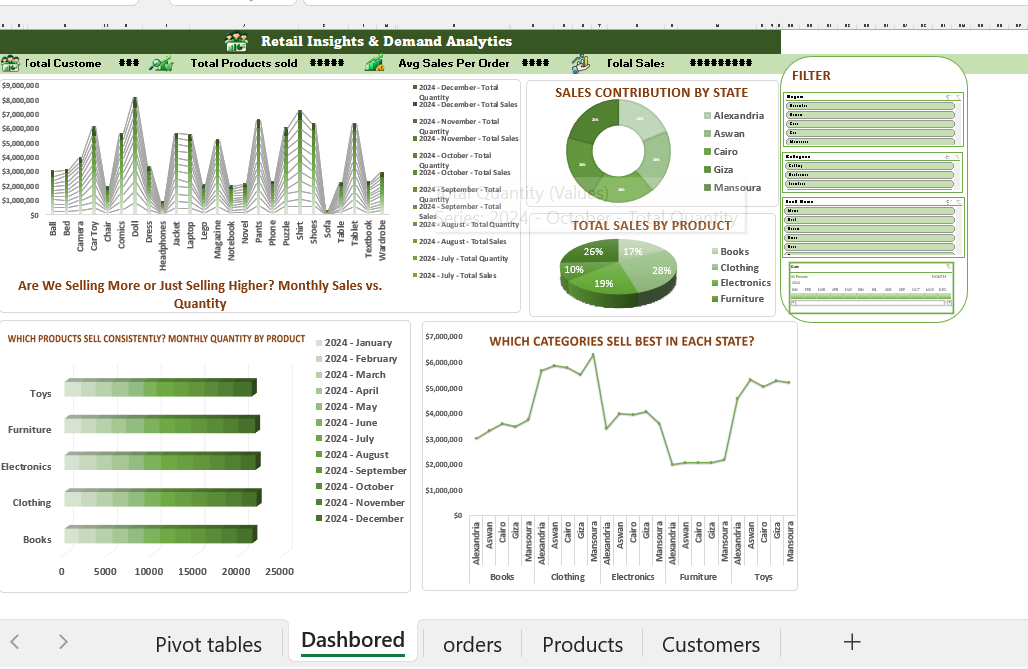 Retail Insights & Demand Analytics
Total Custome ### Total Products sold ##### Avg Sales Per Order #### Total Sales #########
$9,000,000
$8,000,000
$7,000,000
$6,000,000
$5,000,000
$4,000,000
$3,000,000
$2,000,000
$1,000,000
$0
Ball
Bed
Camera
Car Toy
Chair
Comics
Doll
Dress
Headphones
Jacket
Laptop
Lego
Magazine
Notebook
Novel
Pants
Phone
Puzzle
Shirt
Shoes
Sofa
Table
Tablet
Textbook
Wardrobe
2024 - December - Total
Quantity
2024 - December - Total Sales
2024 - November - Total
Quantity
2024 - November - Total Sales
2024 - October - Total
Quantity
2024 - October - Total Sales
2024 - September - Total
Quantity
2024 - September - Total
Sales
2024 - August - Total Quantity
2024 - August - Total Sales
2024 - July - Total Quantity
2024 - July - Total Sales
Are We Selling More or Just Selling Higher? Monthly Sales vs.
Quantity
SALES CONTRIBUTION BY STATE
Alexandria
Aswan
Cairo
Giza
Mansoura
Total Quantity (Values)
Series: 2024 - October - Total Quantity
TOTAL SALES BY PRODUCT
26%
17%
10%
28%
19%
Books
Clothing
Electronics
Furniture
FILTER
Date
All Periods
MONTHS
2024
WHICH PRODUCTS SELL CONSISTENTLY? MONTHLY QUANTITY BY PRODUCT
Toys
Furniture
Electronics
Clothing
Books
0 5000 10000 15000 20000 25000
2024 - January
2024 - February
2024 - March
2024 - April
2024 - May
2024 - June
2024 - July
2024 - August
2024 - September
2024 - October
2024 - November
2024 - December
WHICH CATEGORIES SELL BEST IN EACH STATE?
$7,000,000
$6,000,000
$5,000,000
$4,000,000
$3,000,000
$2,000,000
$1,000,000
$0
Alexandria
Aswan
Cairo
Giza
Mansoura
Alexandria
Aswan
Cairo
Giza
Mansoura
Alexandria
Aswan
Cairo
Giza
Mansoura
Alexandria
Aswan
Cairo
Giza
Mansoura
Alexandria
Aswan
Cairo
Giza
Mansoura
Books Clothing Electronics Furniture Toys
Pivot tables Dashbored orders Products Customers